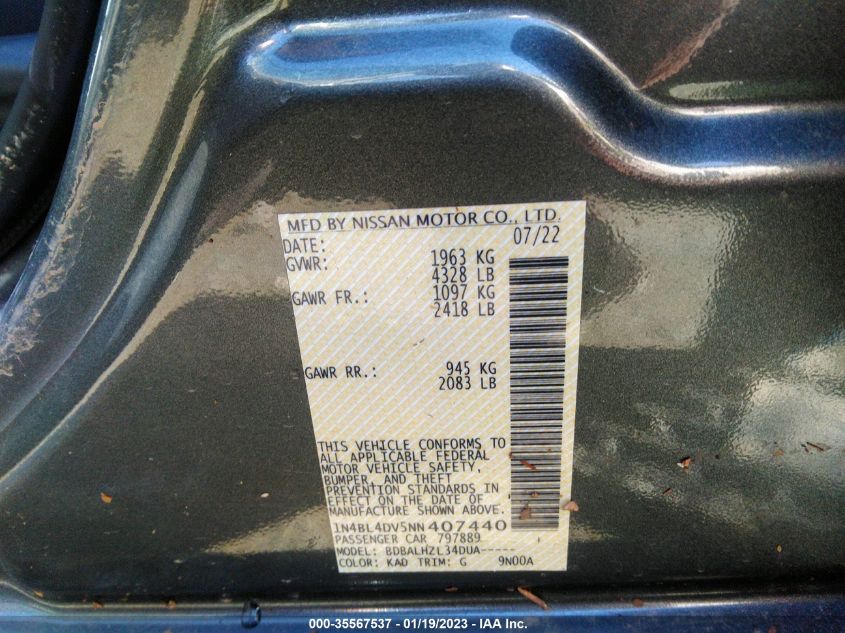 MFD BY NISSAN MOTOR CO., LTD.
DATE: 07/22
GVWR: 1963 KG
4328 LB
GAWR FR.: 1097 KG
2418 LB
GAWR RR.: 945 KG
2083 LB
THIS VEHICLE CONFORMS TO
ALL APPLICABLE FEDERAL
MOTOR VEHICLE SAFETY,
BUMPER, AND THEFT
PREVENTION STANDARDS IN
EFFECT ON THE DATE OF
MANUFACTURE SHOWN ABOVE.
1N4BL4DV5NN407440
PASSENGER CAR 797889
MODEL: BDBALHZL34DUA-----
COLOR: KAD TRIM: G 9N00A
000-35567537 - 01/19/2023 - IAA Inc.